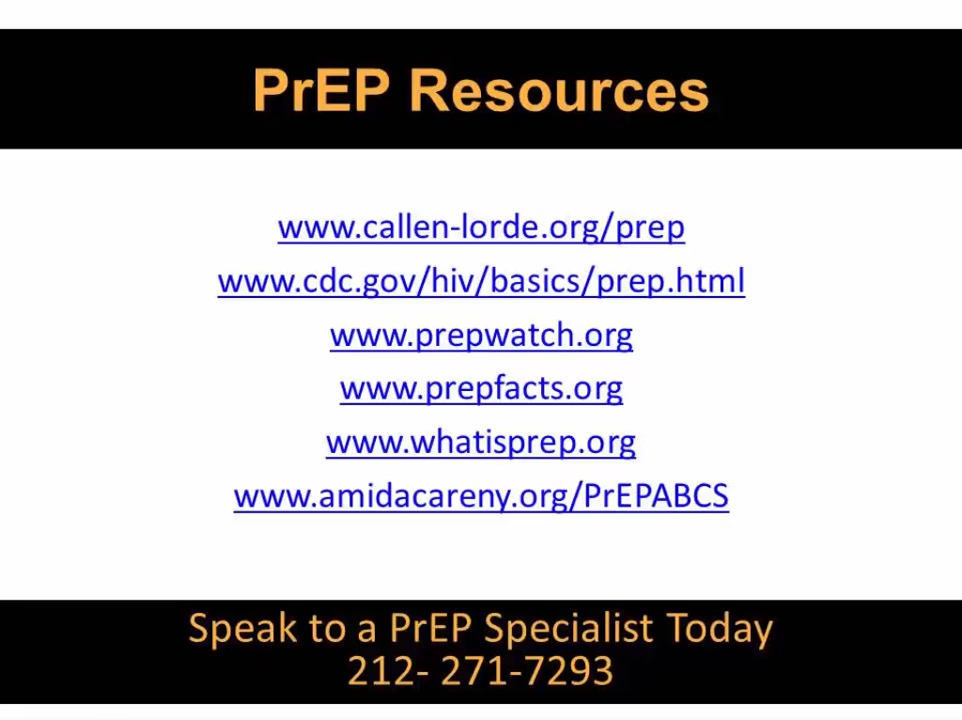 PrEP Resources
www.callen-lorde.org/prep
www.cdc.gov/hiv/basics/prep.html
www.prepwatch.org
www.prepfacts.org
www.whatisprep.org
www.amidacareny.org/PrEPABCS
Speak to a PrEP Specialist Today
212- 271-7293